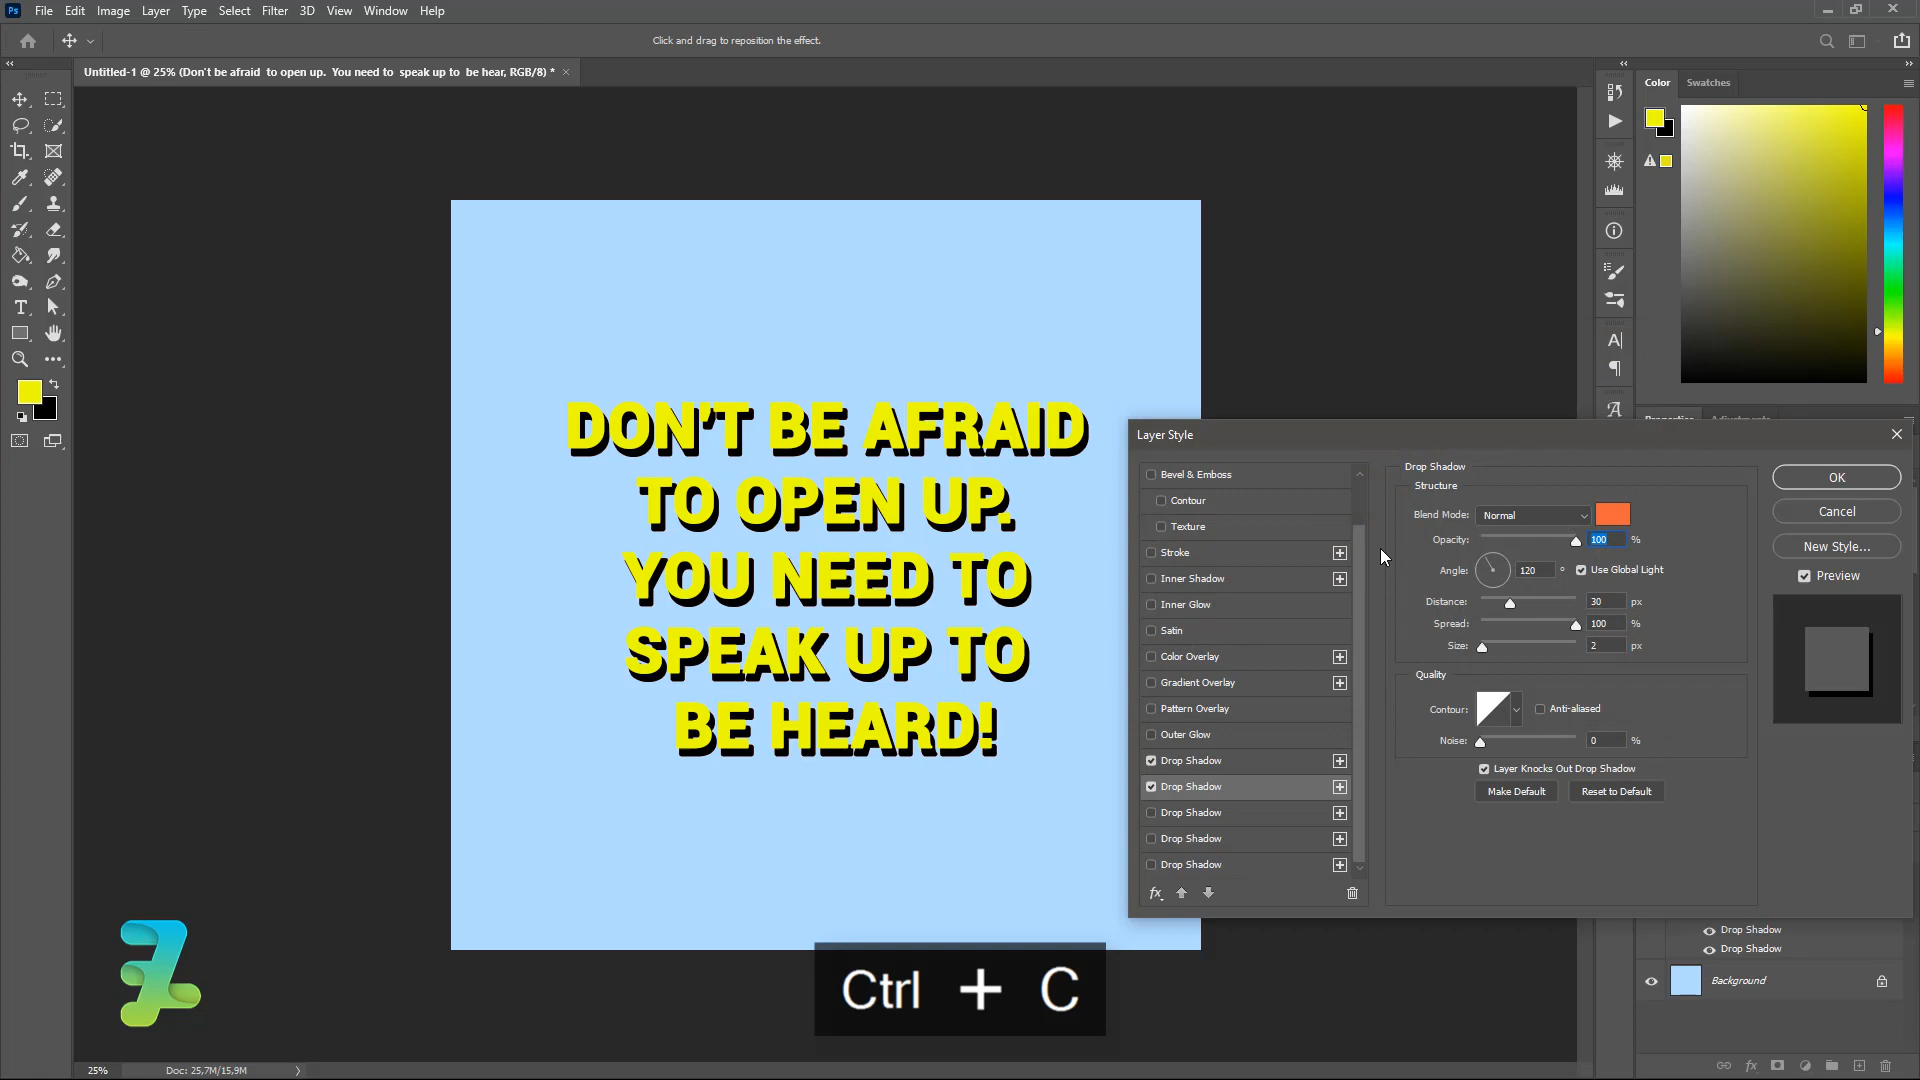 Ps File Edit Image Layer Type Select Filter 3D View Window Help
Click and drag to reposition the effect.
Untitled-1 @ 25% (Don't be afraid  to open up.  You need to  speak up to  be hear, RGB/8) *
Color Swatches
DON'T BE AFRAID
TO OPEN UP.
YOU NEED TO
SPEAK UP TO
BE HEARD!
Layer Style
Bevel & Emboss
Contour
Texture
Stroke
Inner Shadow
Inner Glow
Satin
Color Overlay
Gradient Overlay
Pattern Overlay
Outer Glow
Drop Shadow
Drop Shadow
Drop Shadow
Drop Shadow
Drop Shadow
fx
Drop Shadow
Structure
Blend Mode: Normal
Opacity: 100 %
Angle: 120 ° Use Global Light
Distance: 30 px
Spread: 100 %
Size: 2 px
Quality
Contour: Anti-aliased
Noise: 0 %
Layer Knocks Out Drop Shadow
Make Default Reset to Default
OK
Cancel
New Style...
Preview
Drop Shadow
Drop Shadow
Background
Ctrl + C
25% Doc: 25,7M/15,9M
fx